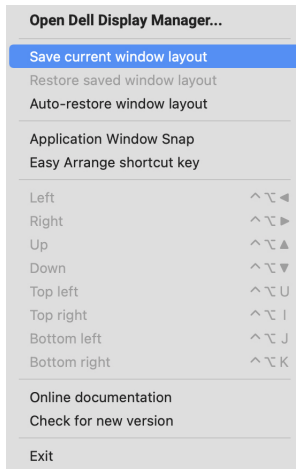 Open Dell Display Manager...
Save current window layout
Restore saved window layout
Auto-restore window layout
Application Window Snap
Easy Arrange shortcut key
Left ^⌥◀
Right ^⌥▶
Up ^⌥▲
Down ^⌥▼
Top left ^⌥U
Top right ^⌥I
Bottom left ^⌥J
Bottom right ^⌥K
Online documentation
Check for new version
Exit